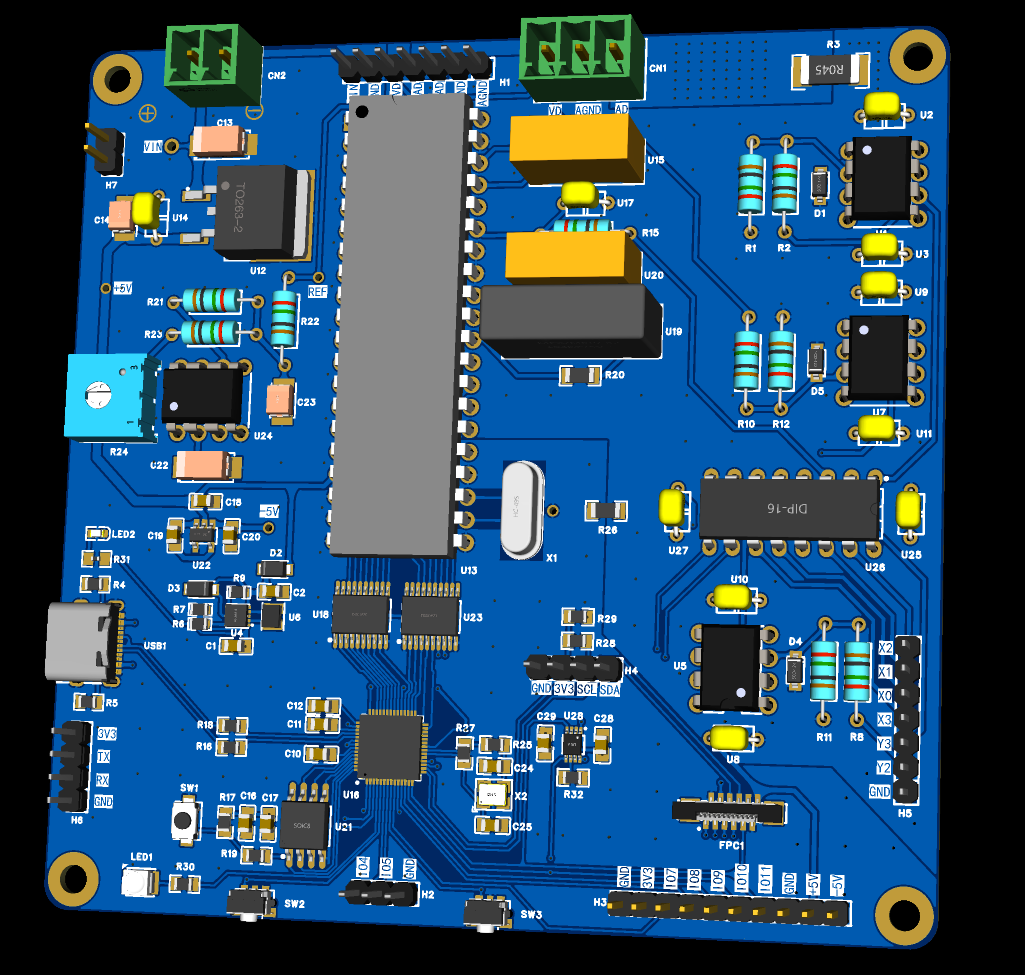 CN2
H1
CN1
R3
R045
U2
VD AGND AD
AGND
C13
VIN
H7
C14
U14
TO263-2
U12
U15
U17
R15
U20
U19
R20
D1
R1
R2
U3
U9
+5V
REF
R21
R22
R23
R24
U24
C23
C22
D5
R10
R12
U7
U11
C18
-5V
LED2
C19
U22
C20
R31
R4
D2
X1
U13
R26
U27
DIP-16
U25
U26
D3
R9
C2
R7
R6
U4
U6
C1
U18
U23
USB1
R5
U10
U5
D4
R11
R8
R29
R28
H4
GND 3V3 SCL SDA
X2
X1
X0
X3
Y3
Y2
GND
H5
U8
3V3
TX
RX
GND
H6
C12
C11
C10
R18
R16
U16
R27
R25
C24
X2
C25
C29
U28
C28
R32
FPC1
SW1
R17
C16
C17
SOIC8
U21
R19
LED1
R30
SW2
IO4 IO5 GND
H2
SW3
GND 3V3 IO7 IO8 IO9 IO10 IO11 GND +5V -5V
H3